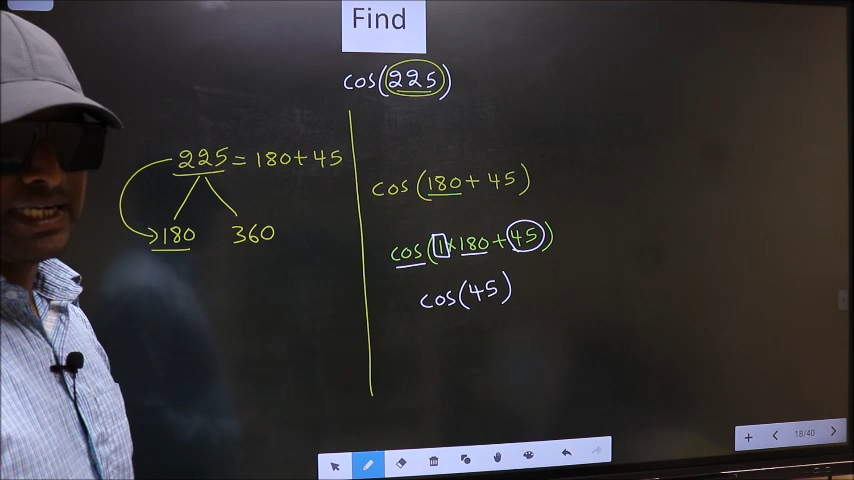 Find
cos(225)
225 = 180 + 45
180 360
cos(180 + 45)
cos(1 × 180 + 45)
cos(45)
18/40